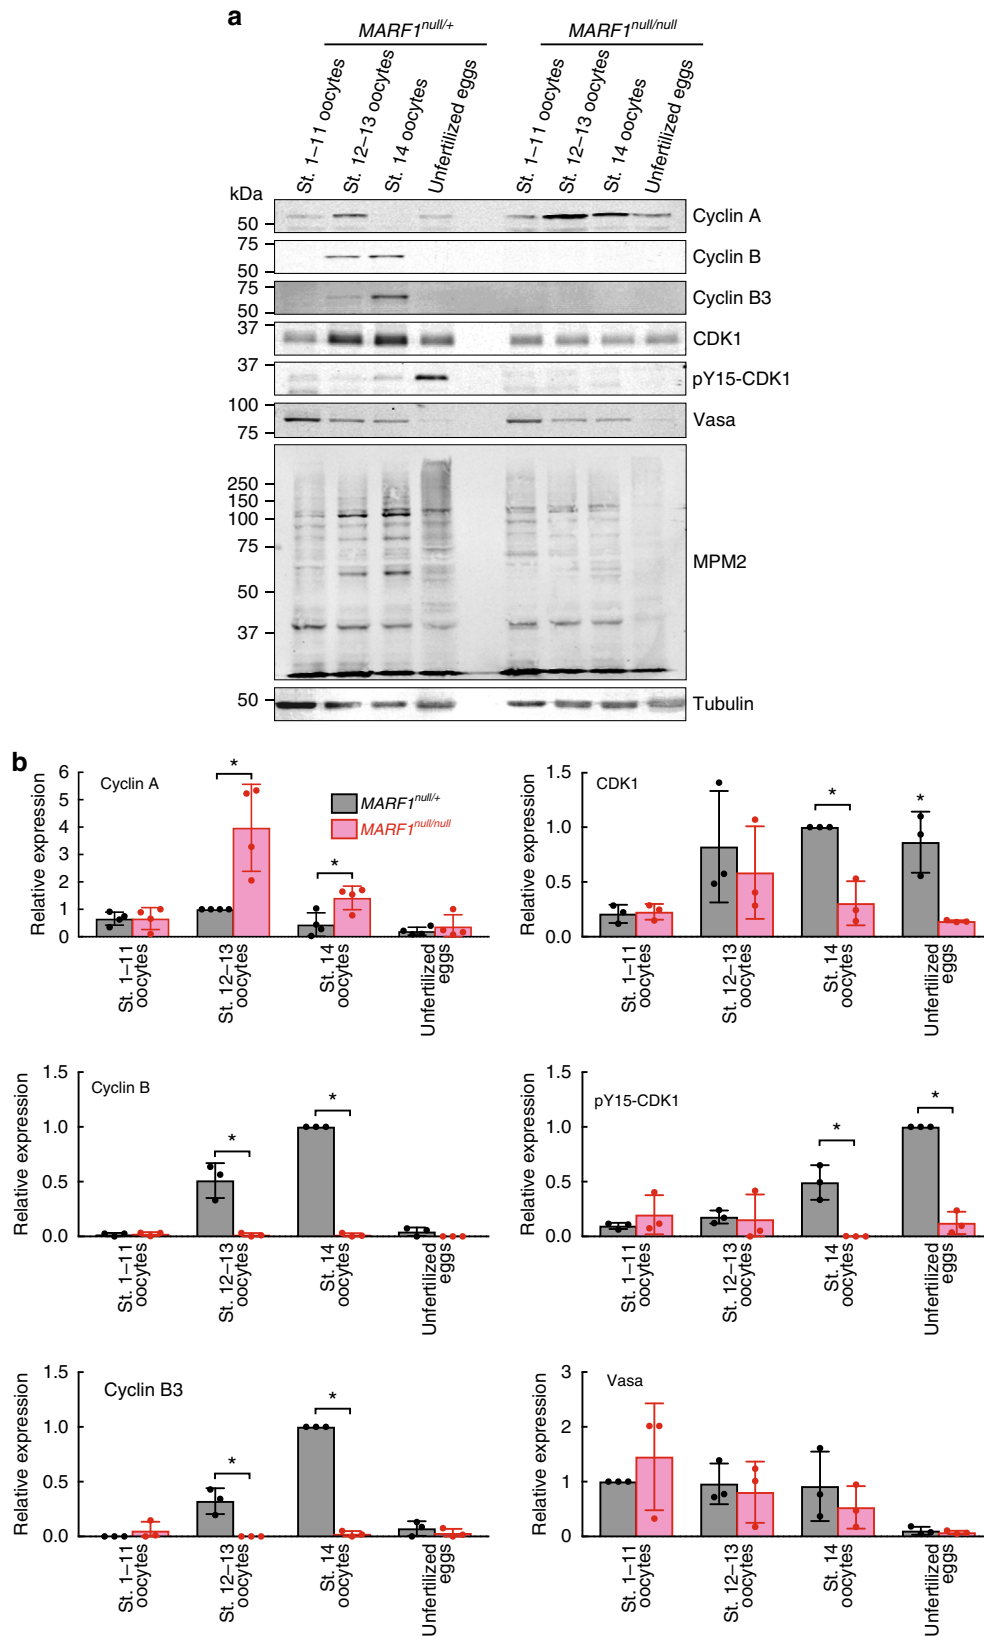 a
MARF1null/+
MARF1null/null
St. 1–11 oocytes
St. 12–13 oocytes
St. 14 oocytes
Unfertilized eggs
St. 1–11 oocytes
St. 12–13 oocytes
St. 14 oocytes
Unfertilized eggs
kDa
50
Cyclin A
75
50
Cyclin B
75
50
Cyclin B3
37
CDK1
37
pY15-CDK1
100
75
Vasa
250
150
100
75
50
37
MPM2
50
Tubulin
b
Relative expression
6
5
4
3
2
1
0
Cyclin A
*
*
MARF1null/+
MARF1null/null
St. 1–11 oocytes
St. 12–13 oocytes
St. 14 oocytes
Unfertilized eggs
Relative expression
1.5
1.0
0.5
0.0
CDK1
*
*
St. 1–11 oocytes
St. 12–13 oocytes
St. 14 oocytes
Unfertilized eggs
Relative expression
1.5
1.0
0.5
0.0
Cyclin B
*
*
St. 1–11 oocytes
St. 12–13 oocytes
St. 14 oocytes
Unfertilized eggs
Relative expression
1.5
1.0
0.5
0.0
pY15-CDK1
*
*
St. 1–11 oocytes
St. 12–13 oocytes
St. 14 oocytes
Unfertilized eggs
Relative expression
1.5
1.0
0.5
0.0
Cyclin B3
*
*
St. 1–11 oocytes
St. 12–13 oocytes
St. 14 oocytes
Unfertilized eggs
Relative expression
3
2
1
0
Vasa
St. 1–11 oocytes
St. 12–13 oocytes
St. 14 oocytes
Unfertilized eggs